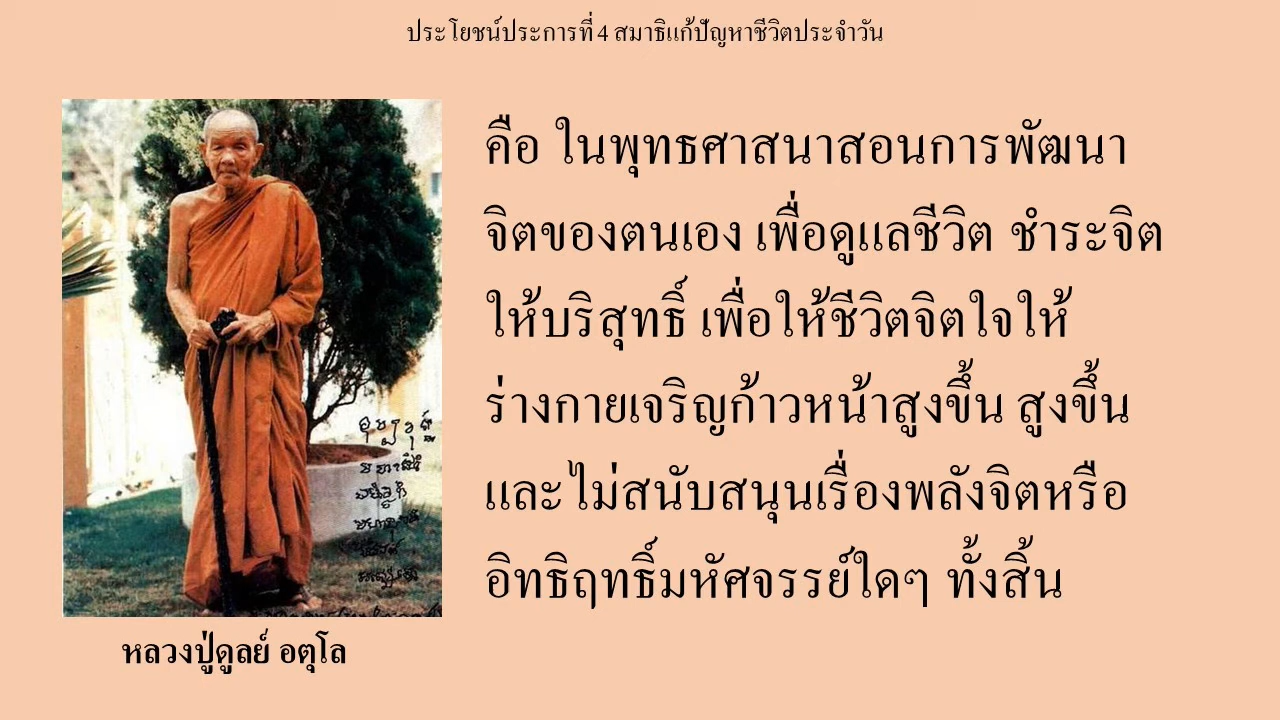 ประโยชน์ประการที่ 4 สมาธิแก้ปัญหาชีวิตประจำวัน
คือ ในพุทธศาสนาสอนการพัฒนา
จิตของตนเอง เพื่อดูแลชีวิต ชำระจิต
ให้บริสุทธิ์ เพื่อให้ชีวิตจิตใจให้
ร่างกายเจริญก้าวหน้าสูงขึ้น สูงขึ้น
และไม่สนับสนุนเรื่องพลังจิตหรือ
อิทธิฤทธิ์มหัศจรรย์ใดๆ ทั้งสิ้น
หลวงปู่ดูลย์ อตุโล